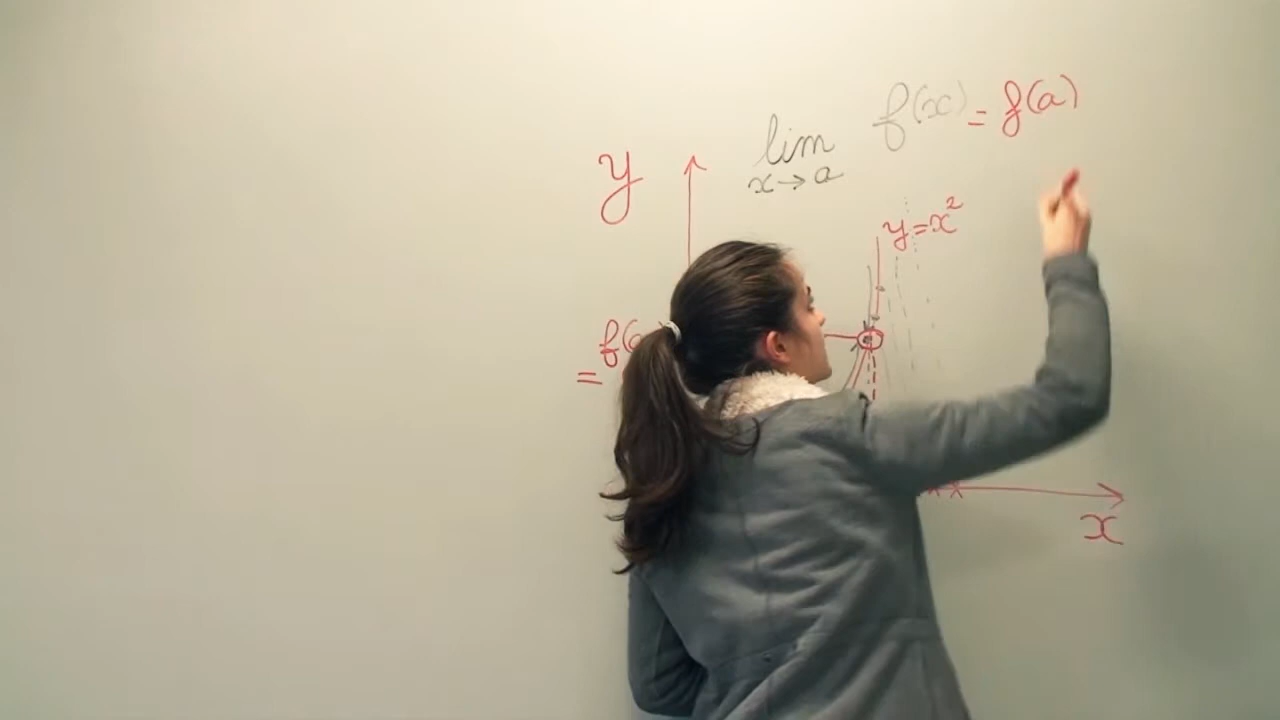 lim f(x) = f(a)
x→a
y
y=x²
= f(a
x